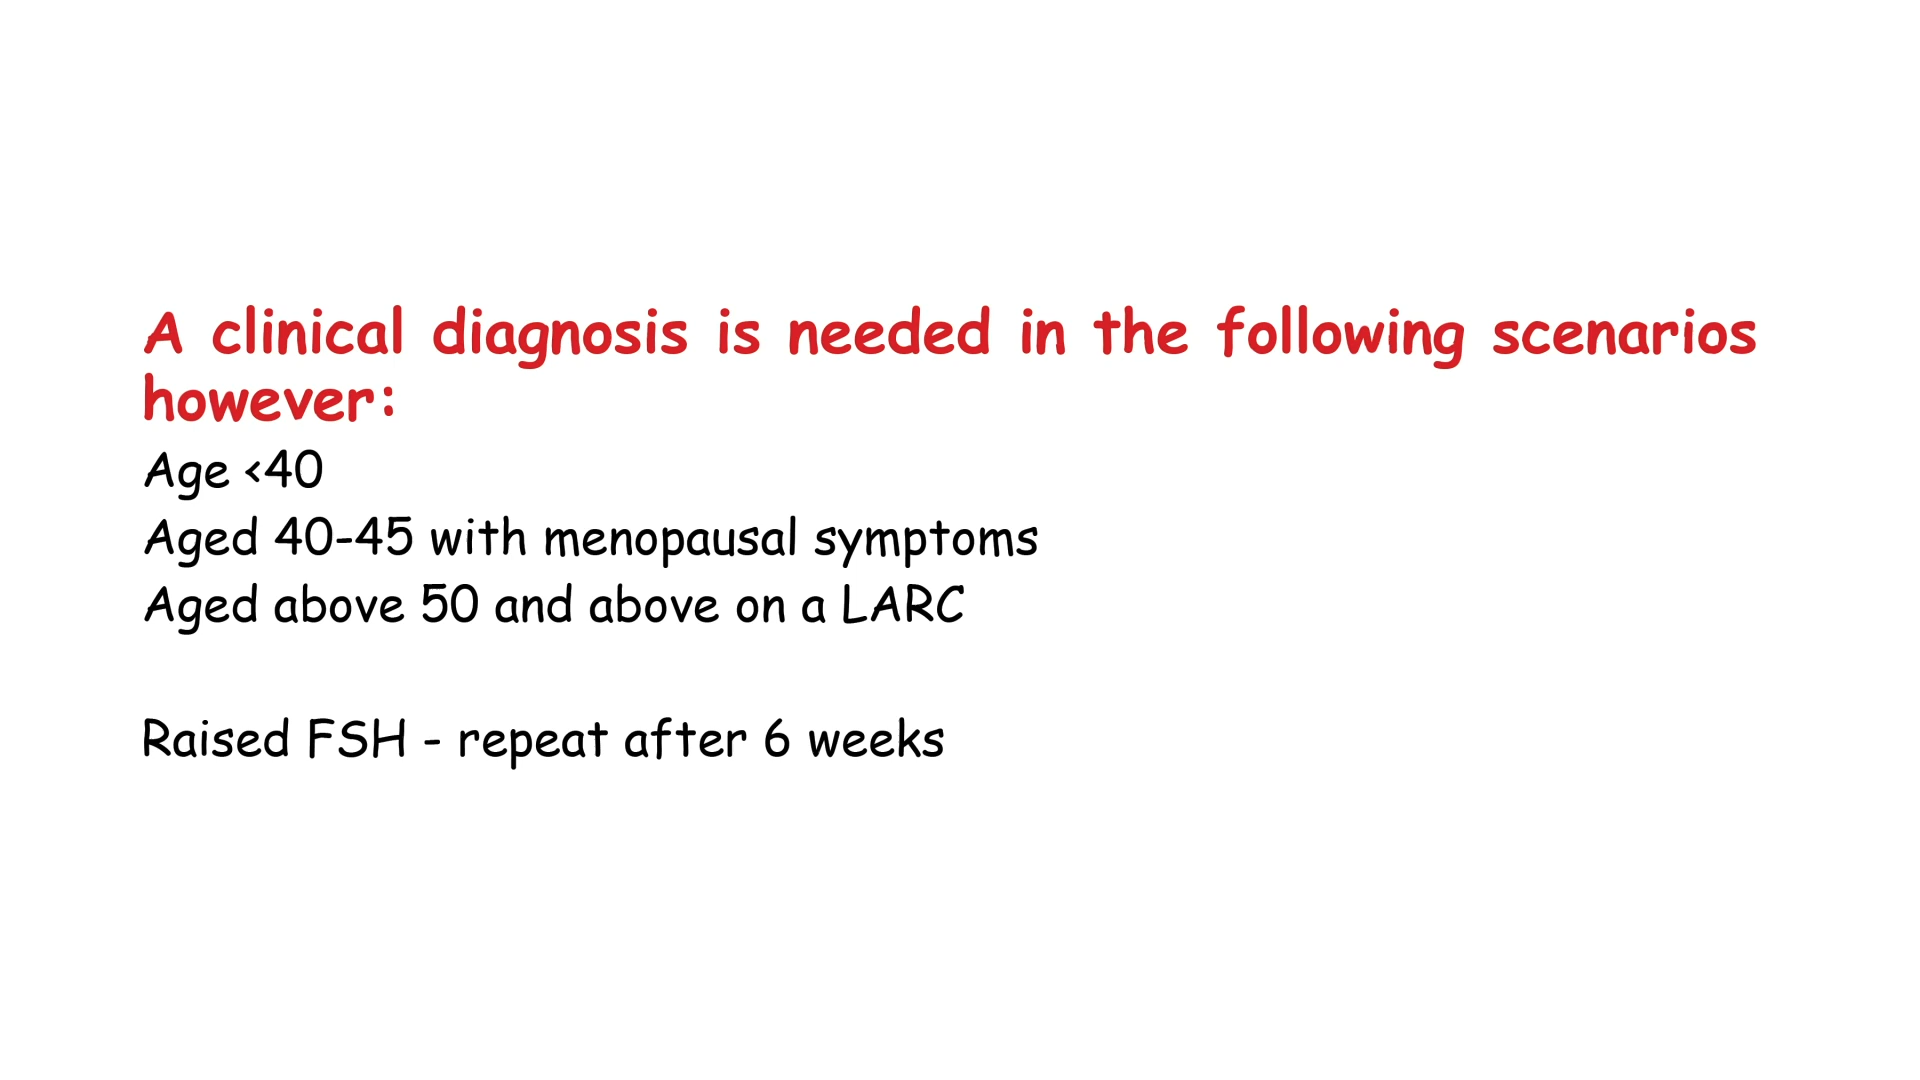 A clinical diagnosis is needed in the following scenarios
however:
Age <40
Aged 40-45 with menopausal symptoms
Aged above 50 and above on a LARC
Raised FSH - repeat after 6 weeks